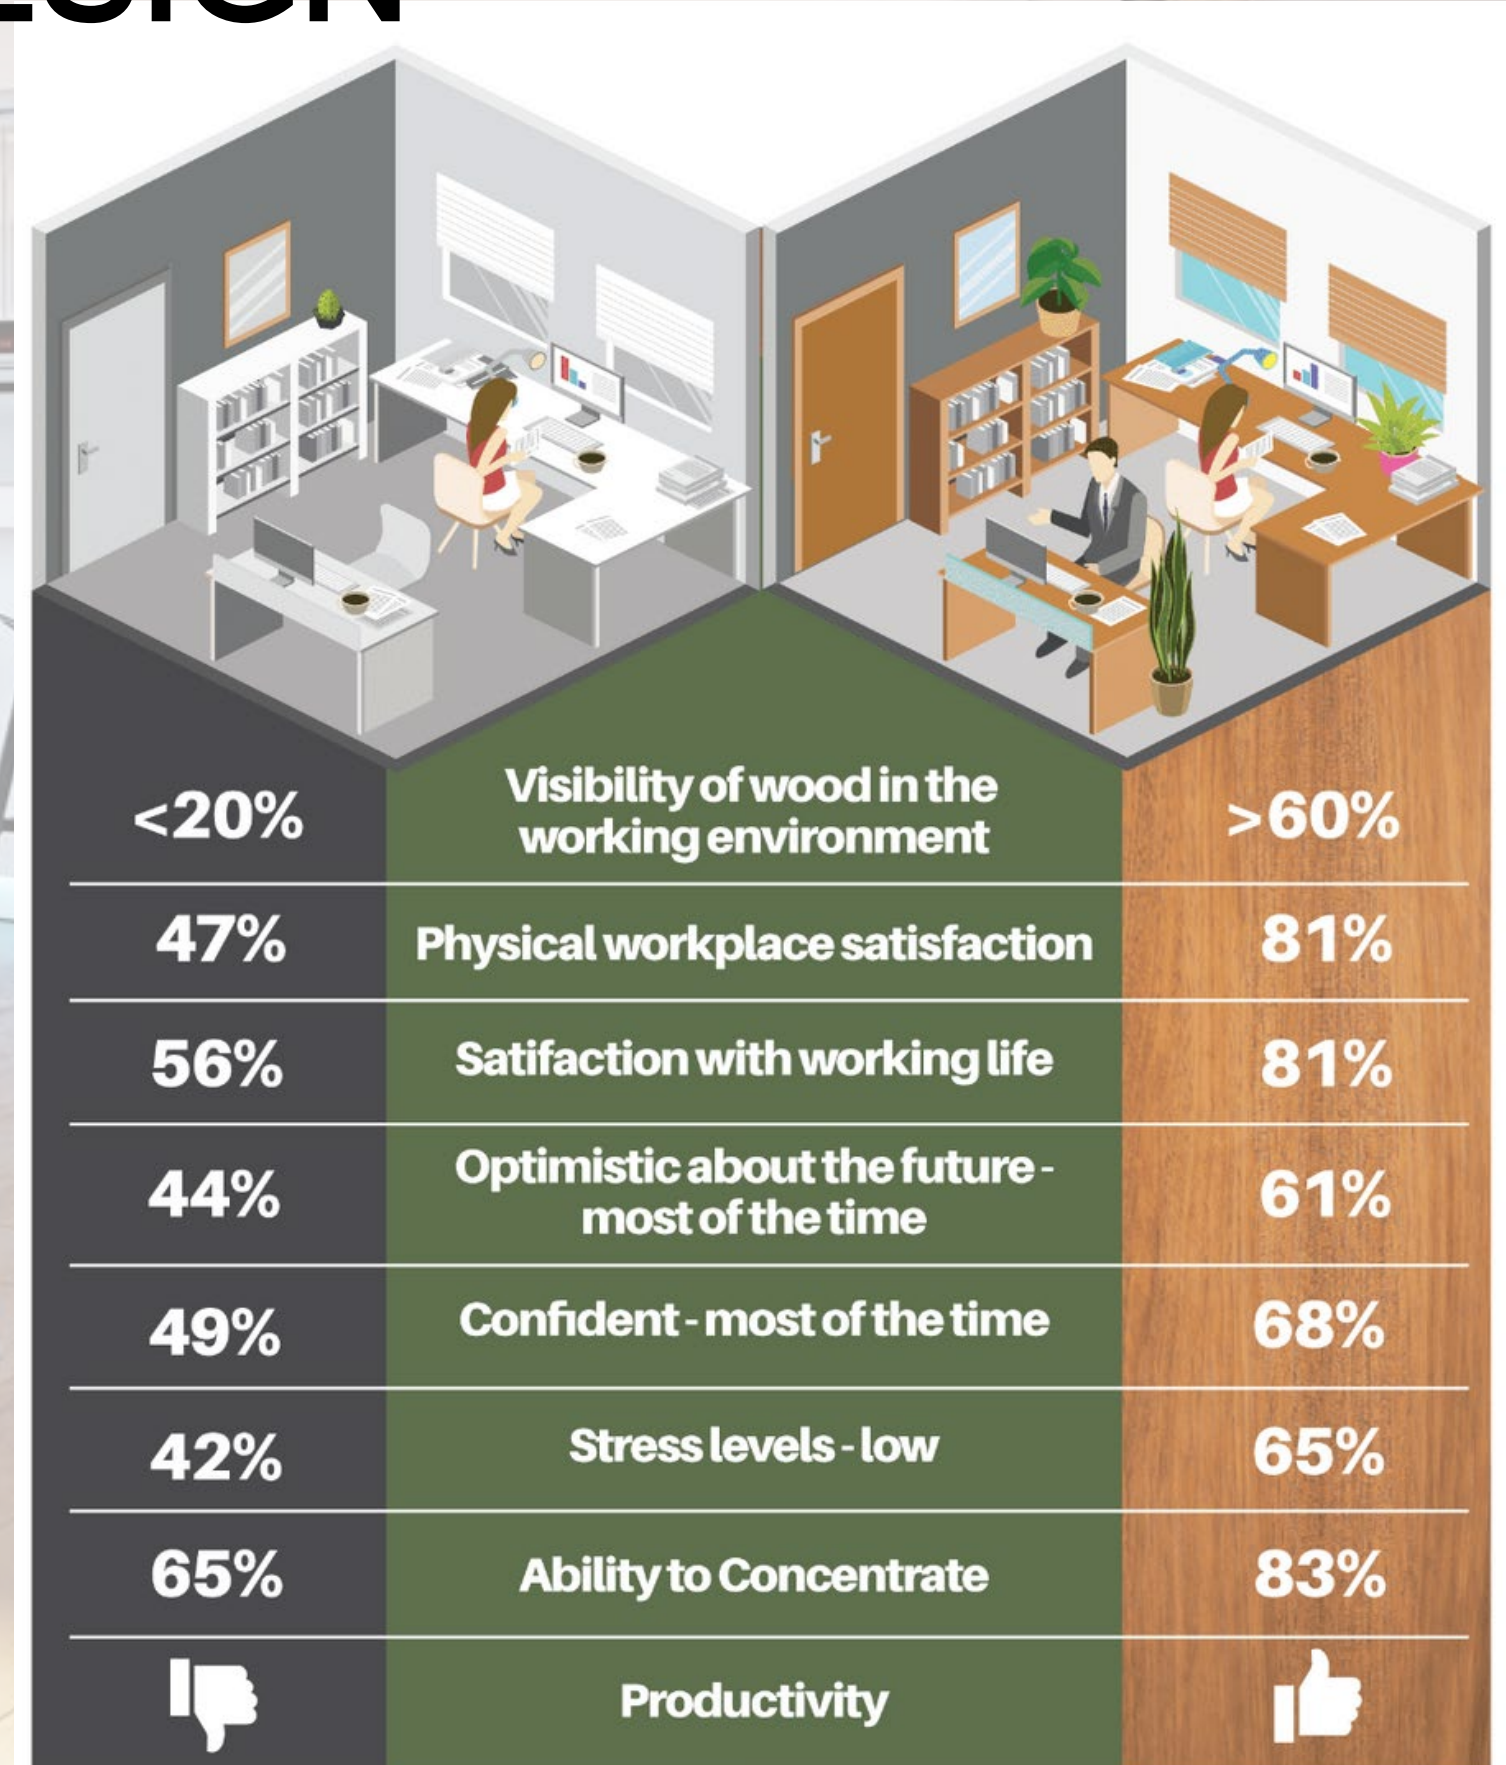 <20%
Visibility of wood in the
working environment
>60%
47%
Physical workplace satisfaction
81%
56%
Satifaction with working life
81%
44%
Optimistic about the future -
most of the time
61%
49%
Confident - most of the time
68%
42%
Stress levels - low
65%
65%
Ability to Concentrate
83%
Productivity